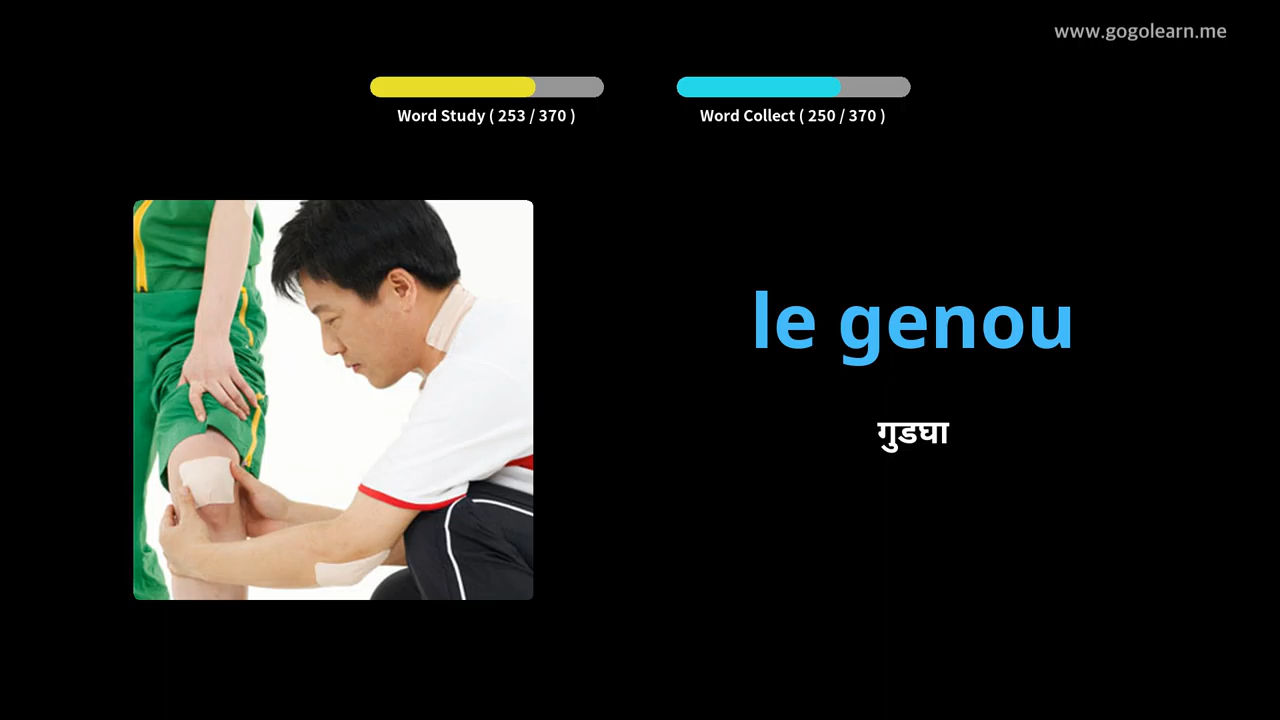 www.gogolearn.me
Word Study ( 253 / 370 )
Word Collect ( 250 / 370 )
le genou
गुडघा